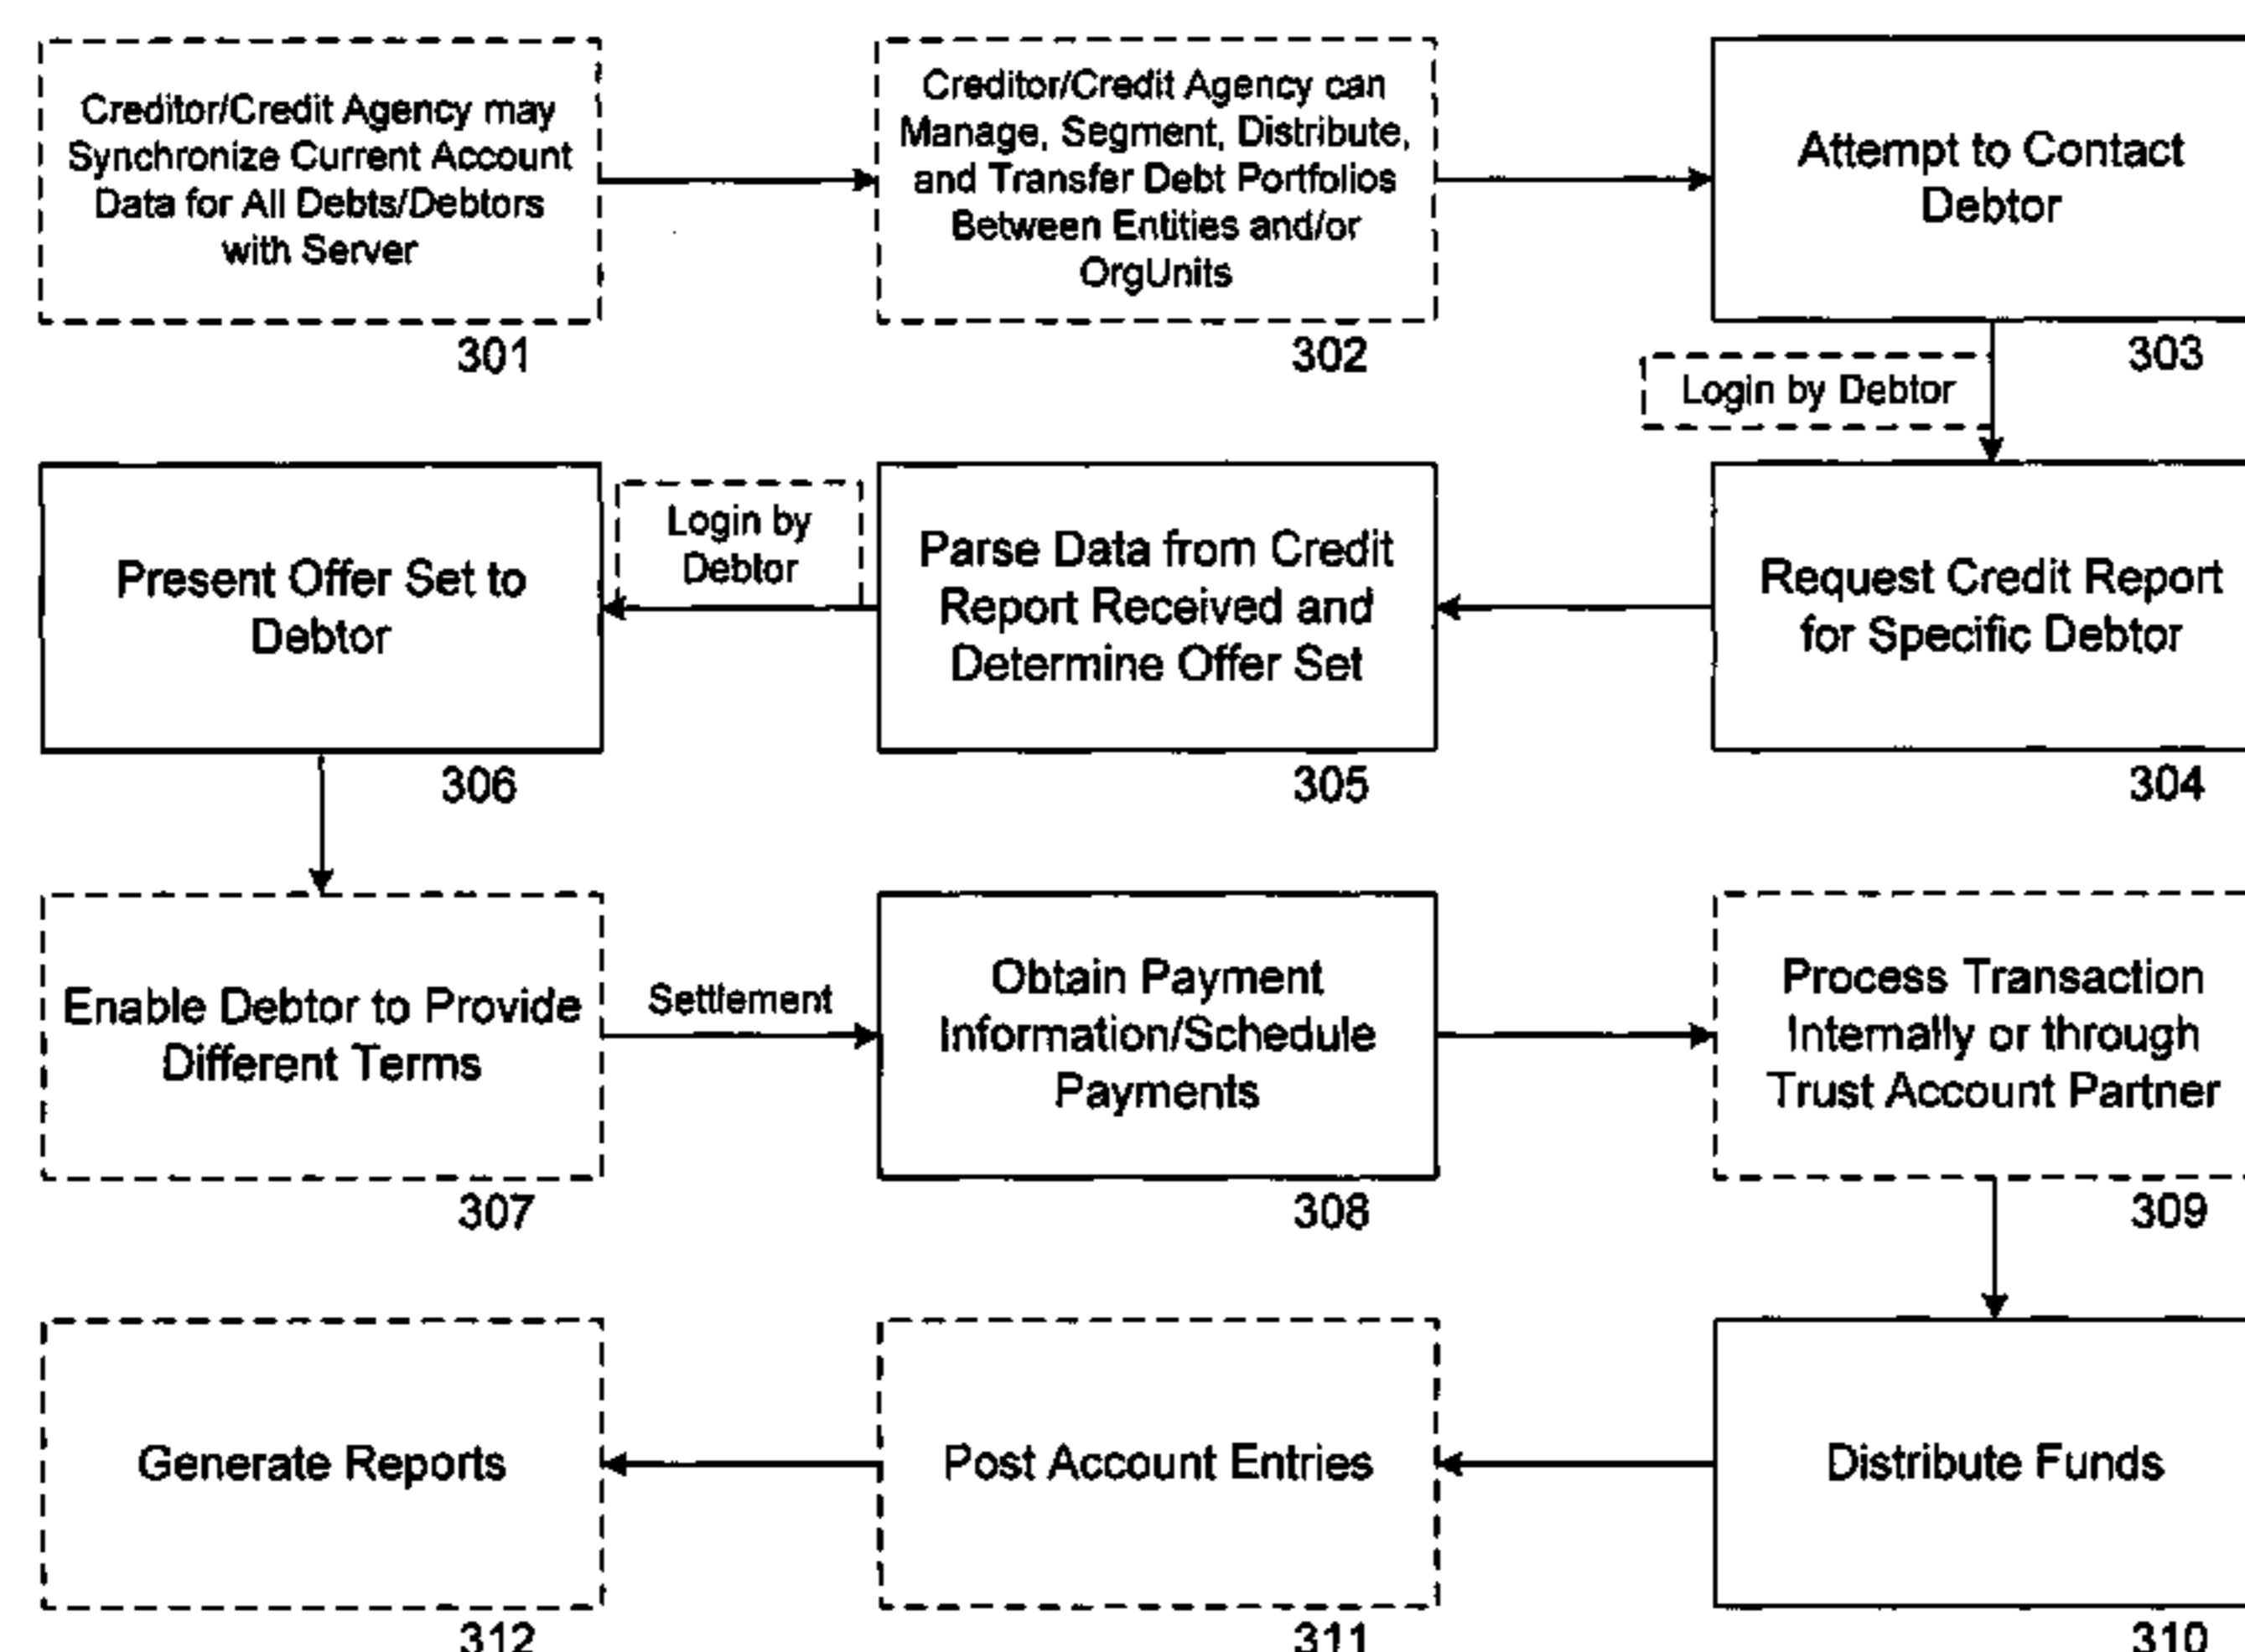 Creditor/Credit Agency may
Synchronize Current Account
Data for All Debts/Debtors
with Server
301
Creditor/Credit Agency can
Manage, Segment, Distribute,
and Transfer Debt Portfolios
Between Entities and/or
OrgUnits
302
Attempt to Contact
Debtor
303
Login by Debtor
Request Credit Report
for Specific Debtor
304
Parse Data from Credit
Report Received and
Determine Offer Set
305
Login by
Debtor
Present Offer Set to
Debtor
306
Enable Debtor to Provide
Different Terms
307
Settlement
Obtain Payment
Information/Schedule
Payments
308
Process Transaction
Internally or through
Trust Account Partner
309
Distribute Funds
310
Post Account Entries
311
Generate Reports
312